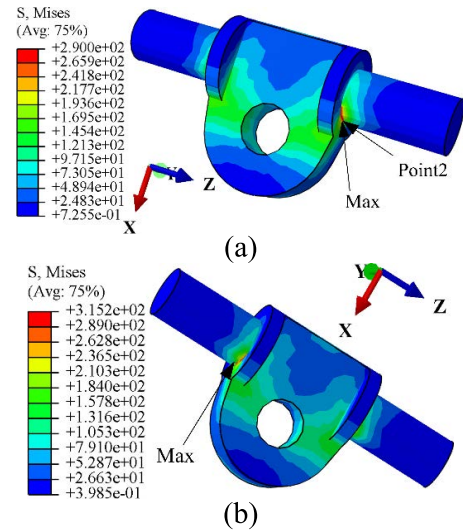 S, Mises
(Avg: 75%)
+2.900e+02
+2.659e+02
+2.418e+02
+2.177e+02
+1.936e+02
+1.695e+02
+1.454e+02
+1.213e+02
+9.715e+01
+7.305e+01
+4.894e+01
+2.483e+01
+7.255e-01
Y
Z
X
Point2
Max
(a)
S, Mises
(Avg: 75%)
+3.152e+02
+2.890e+02
+2.628e+02
+2.365e+02
+2.103e+02
+1.840e+02
+1.578e+02
+1.316e+02
+1.053e+02
+7.910e+01
+5.287e+01
+2.663e+01
+3.985e-01
Y
Z
X
Max
(b)